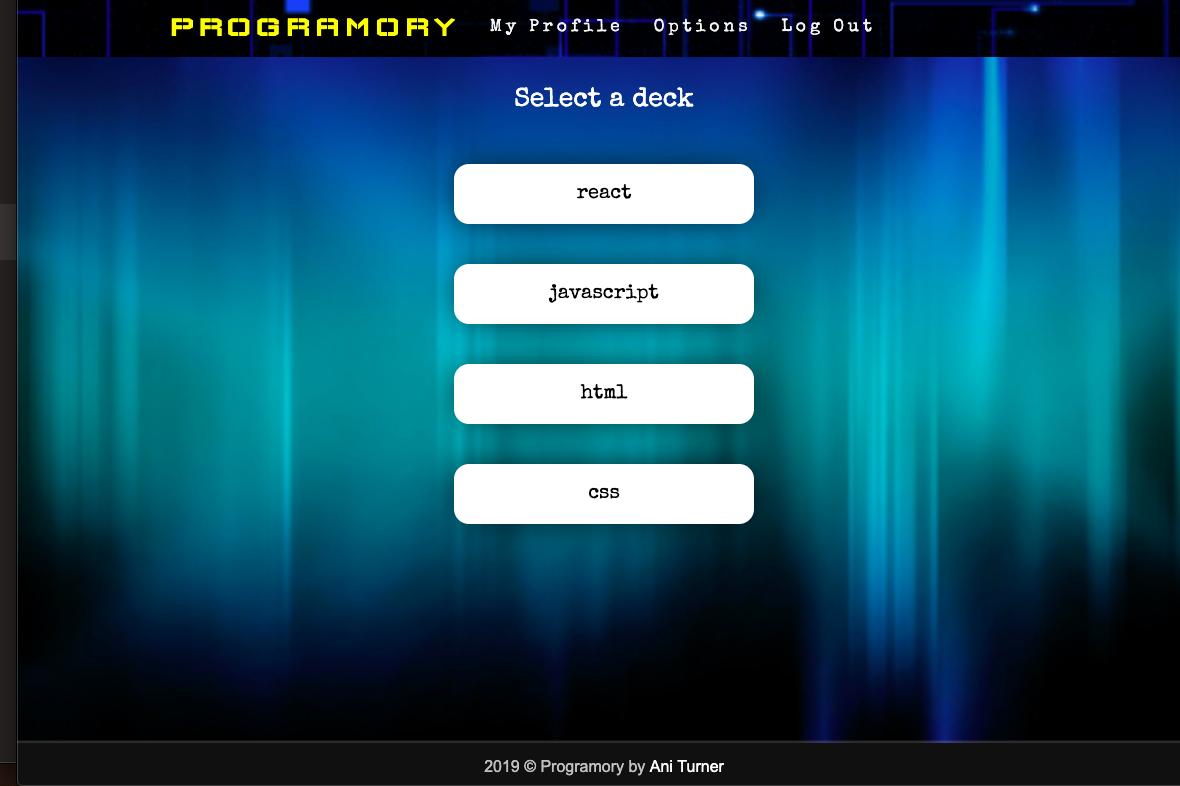 PROGRAMORY My Profile Options Log Out
Select a deck
react
javascript
html
css
2019 © Programory by Ani Turner